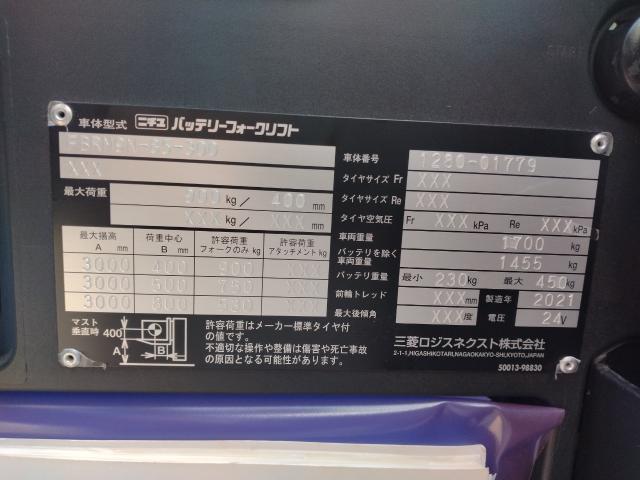 START
車体型式 ニチユ バッテリーフォークリフト
XXX
最大荷重 900 kg/ 400 mm
XXX kg/ XXX mm
最大揚高 A mm 荷重中心 B mm 許容荷重 フォークのみ kg 許容荷重 アタッチメント kg
3000 400 900 XXX
3000 500 XXX
3000 XXX
マスト垂直時 400 A B
許容荷重はメーカー標準タイヤ付
の値です。
不適切な操作や整備は傷害や死亡事故
の原因となる可能性があります。
車体番号 1280-01779
タイヤサイズ Fr XXX
タイヤサイズ Re XXX
タイヤ空気圧 Fr XXX kPa Re XXX kPa
車両重量 1700 kg
バッテリを除く車両重量 1455 kg
バッテリ重量 最小 230 kg 最大 450 kg
前輪トレッド XXX mm 製造年 2021
最大後傾角 XXX 度 電圧 24 V
三菱ロジスネクスト株式会社
2-1-1,HIGASHIKOTARI,NAGAOKAKYO-SHI,KYOTO,JAPAN
50013-98830